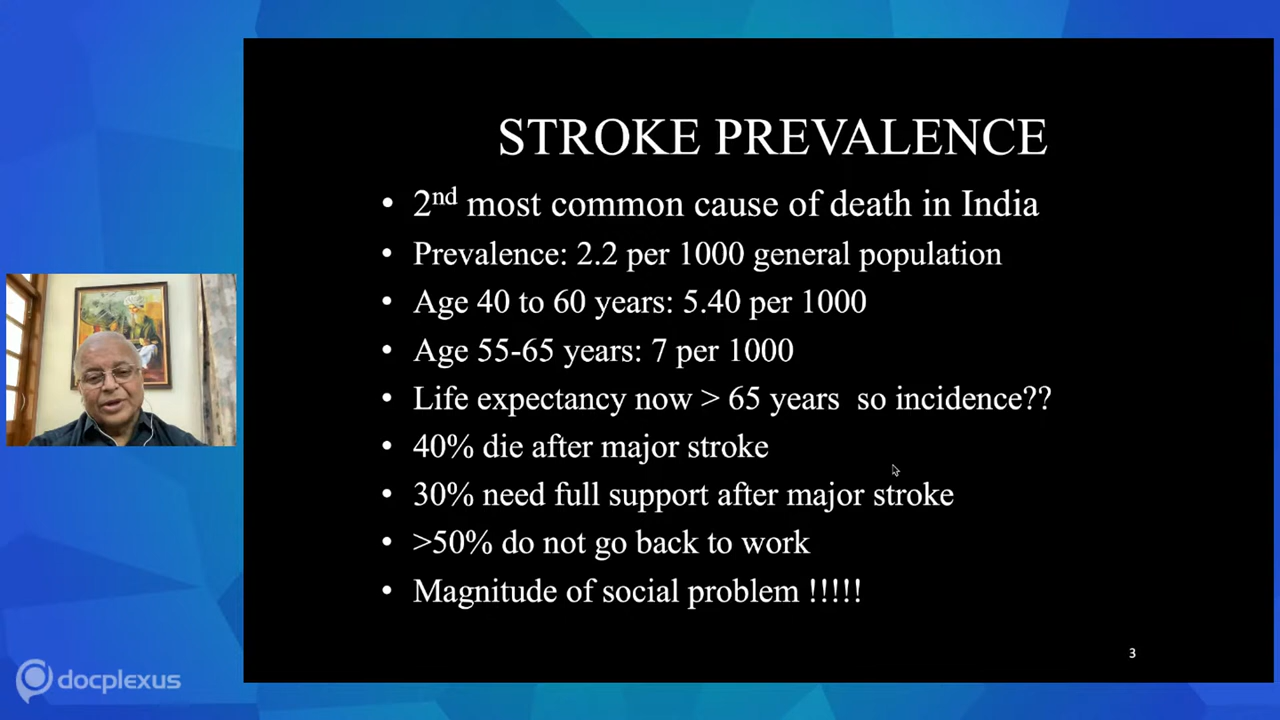 STROKE PREVALENCE
• 2nd most common cause of death in India
• Prevalence: 2.2 per 1000 general population
• Age 40 to 60 years: 5.40 per 1000
• Age 55-65 years: 7 per 1000
• Life expectancy now > 65 years so incidence??
• 40% die after major stroke
• 30% need full support after major stroke
• >50% do not go back to work
• Magnitude of social problem !!!!!
3
docplexus